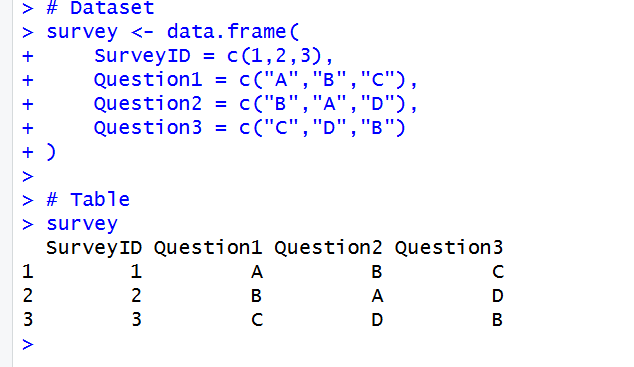 > # Dataset
> survey <- data.frame(
+     SurveyID = c(1,2,3),
+     Question1 = c("A","B","C"),
+     Question2 = c("B","A","D"),
+     Question3 = c("C","D","B")
+ )
>
> # Table
> survey
  SurveyID Question1 Question2 Question3
1        1         A         B         C
2        2         B         A         D
3        3         C         D         B
>